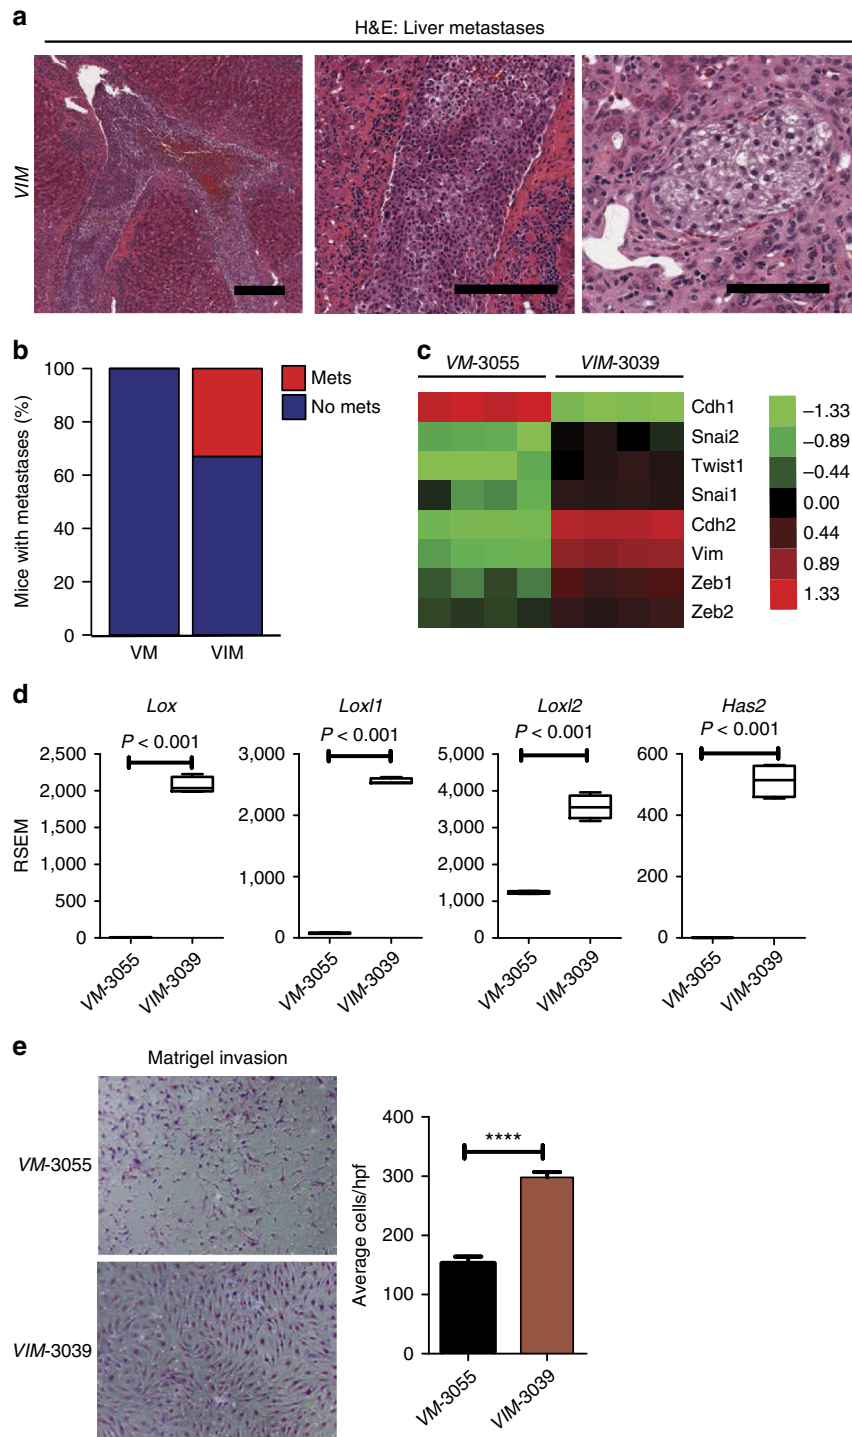 a
H&E: Liver metastases
VIM
b
Mice with metastases (%)
100
80
60
40
20
0
VM
VIM
Mets
No mets
c
VM-3055
VIM-3039
Cdh1
Snai2
Twist1
Snai1
Cdh2
Vim
Zeb1
Zeb2
–1.33
–0.89
–0.44
0.00
0.44
0.89
1.33
d
RSEM
Lox
P < 0.001
2,500
2,000
1,500
1,000
500
0
VM-3055
VIM-3039
Loxl1
P < 0.001
3,000
2,000
1,000
0
VM-3055
VIM-3039
Loxl2
P < 0.001
5,000
4,000
3,000
2,000
1,000
0
VM-3055
VIM-3039
Has2
P < 0.001
600
400
200
0
VM-3055
VIM-3039
e
Matrigel invasion
VM-3055
VIM-3039
Average cells/hpf
400
300
200
100
0
****
VM-3055
VIM-3039